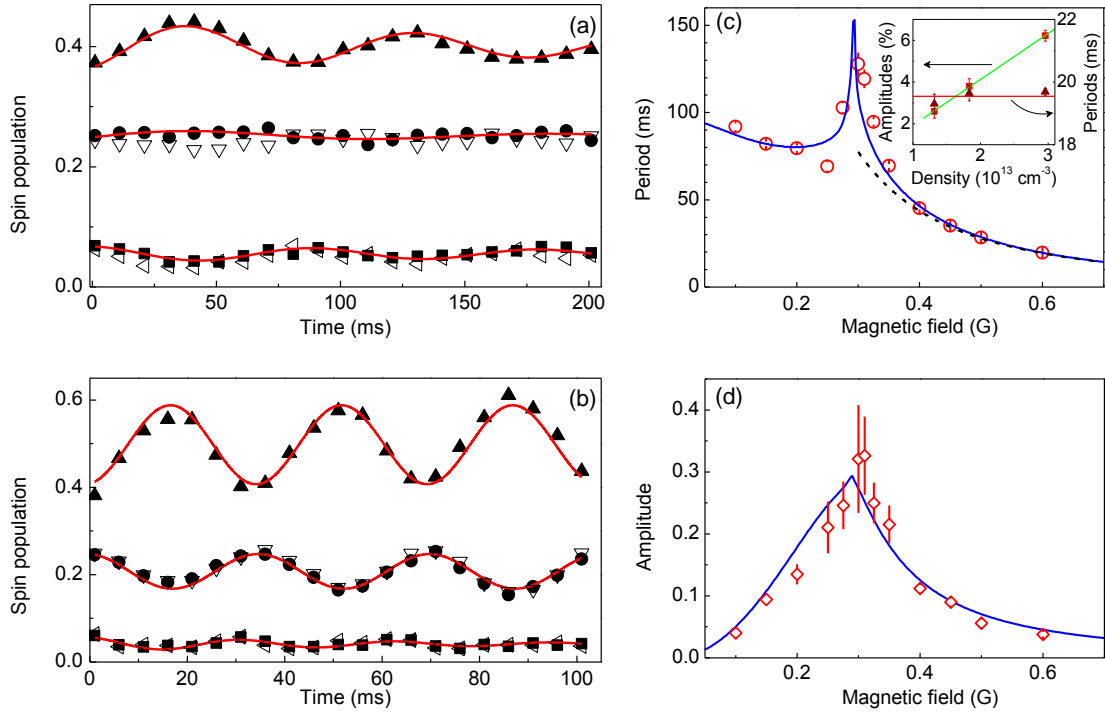 (a)
0.4
0.2
0.0
Spin population
0 50 100 150 200
Time (ms)
(b)
0.6
0.4
0.2
0.0
Spin population
0 20 40 60 80 100
Time (ms)
(c)
150
100
50
0
Period (ms)
0.2 0.4 0.6
Magnetic field (G)
Amplitudes (%)
6
4
2
22
20
18
Periods (ms)
1 2 3
Density (10¹³ cm⁻³)
(d)
0.4
0.3
0.2
0.1
0.0
Amplitude
0.2 0.4 0.6
Magnetic field (G)